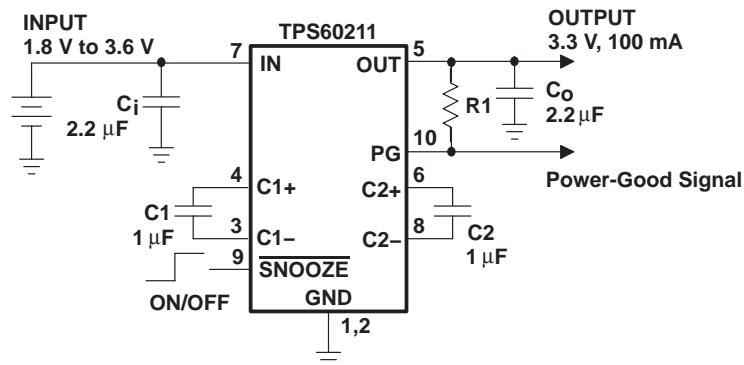 INPUT
1.8 V to 3.6 V
TPS60211
OUTPUT
3.3 V, 100 mA
7
IN
OUT
5
Ci
2.2 μF
R1
Co
2.2 μF
10
PG
Power-Good Signal
4
C1+
C2+
6
C1
1 μF
3
C1−
C2−
8
C2
1 μF
9
SNOOZE
ON/OFF
GND
1,2